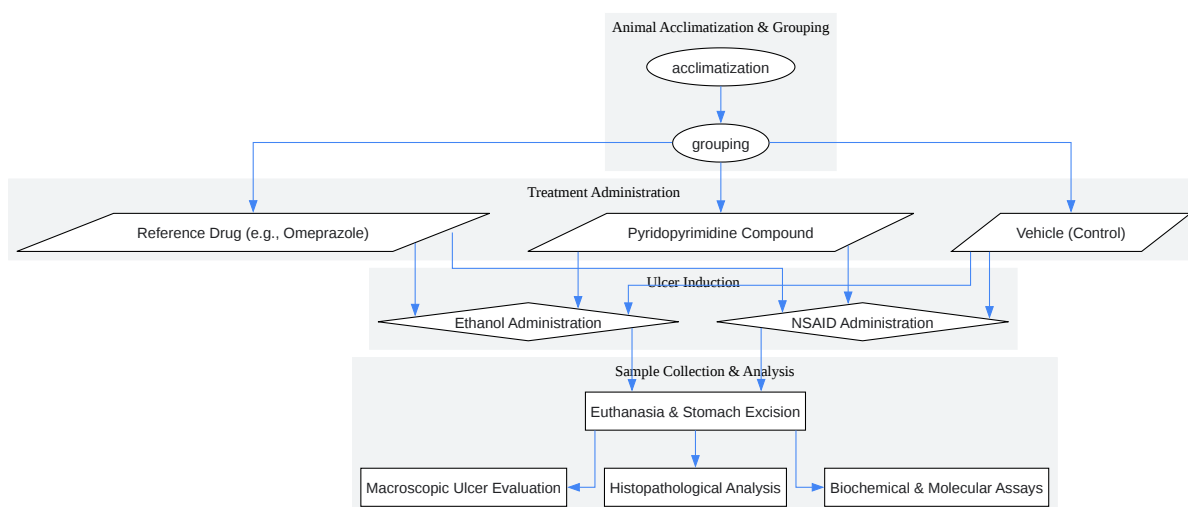 Animal Acclimatization & Grouping
acclimatization
grouping
Treatment Administration
Reference Drug (e.g., Omeprazole)
Pyridopyrimidine Compound
Vehicle (Control)
Ulcer Induction
Ethanol Administration
NSAID Administration
Sample Collection & Analysis
Euthanasia & Stomach Excision
Macroscopic Ulcer Evaluation
Histopathological Analysis
Biochemical & Molecular Assays